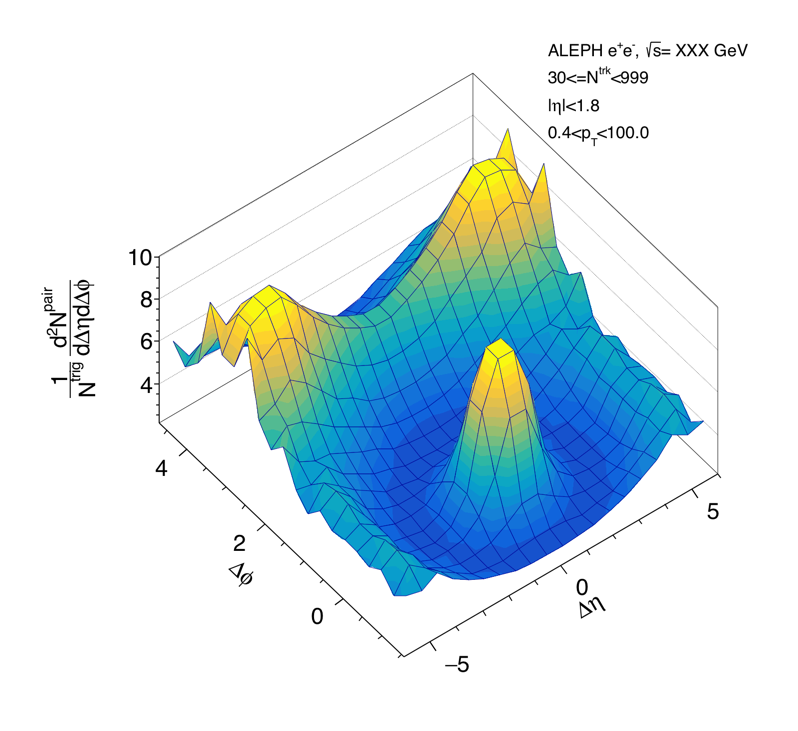 ALEPH e⁺e⁻, √s= XXX GeV
30<=Nᵗʳᵏ<999
|η|<1.8
0.4<p_T<100.0
10
8
6
4
1/N^trig d²N^pair/dΔηdΔφ
4
2
0
Δφ
5
0
−5
Δη